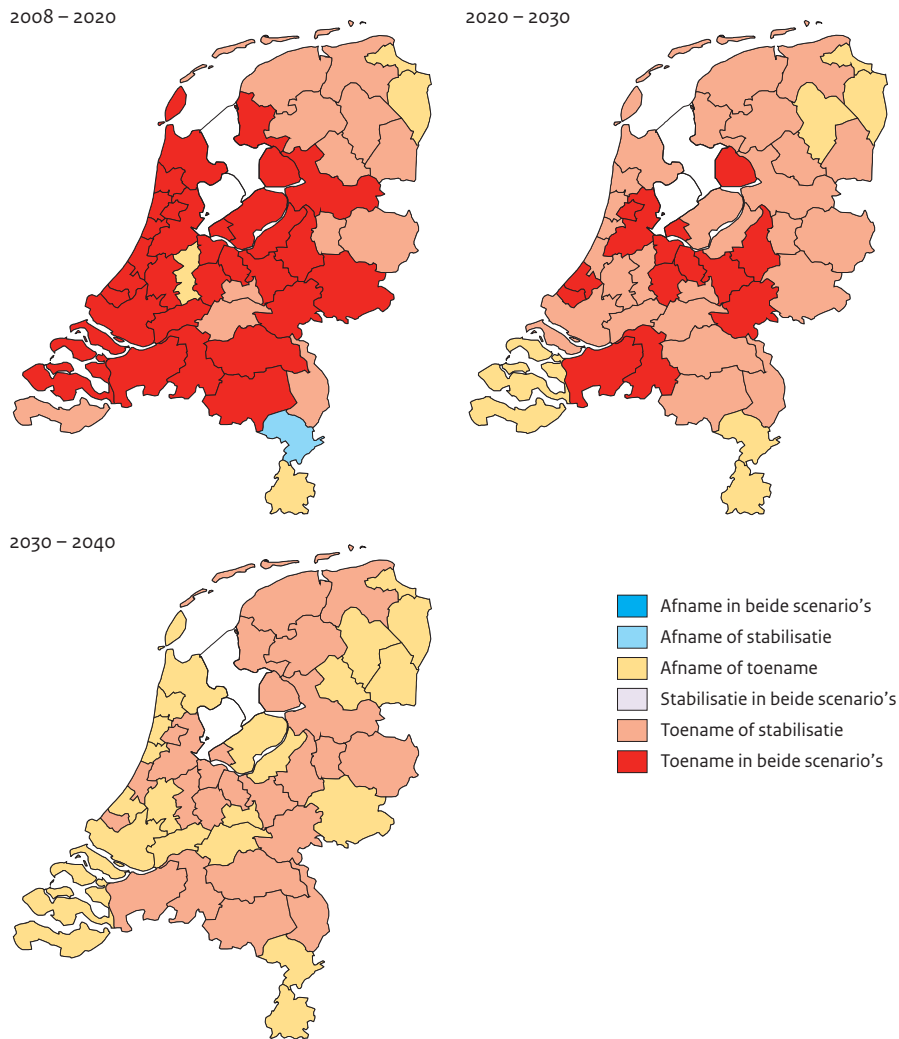 2008 – 2020
2020 – 2030
2030 – 2040
Afname in beide scenario's
Afname of stabilisatie
Afname of toename
Stabilisatie in beide scenario's
Toename of stabilisatie
Toename in beide scenario's